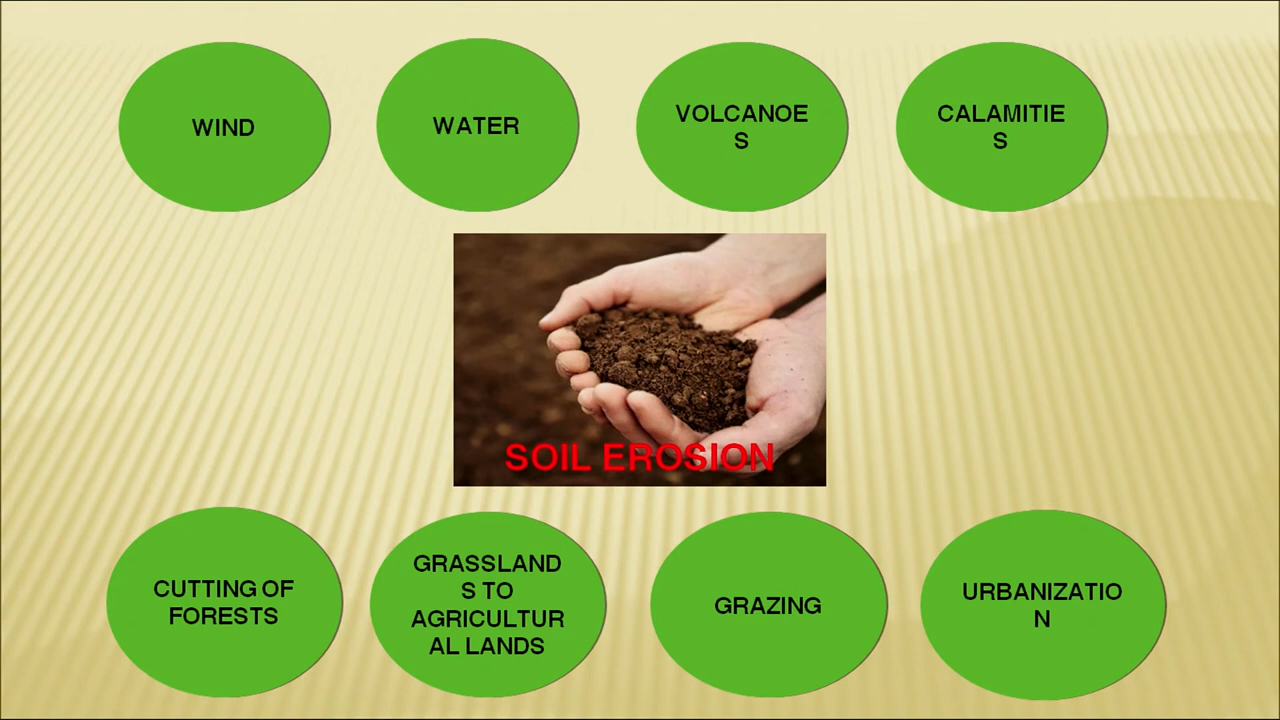 WIND
WATER
VOLCANOE
S
CALAMITIE
S
SOIL EROSION
CUTTING OF
FORESTS
GRASSLAND
S TO
AGRICULTUR
AL LANDS
GRAZING
URBANIZATIO
N